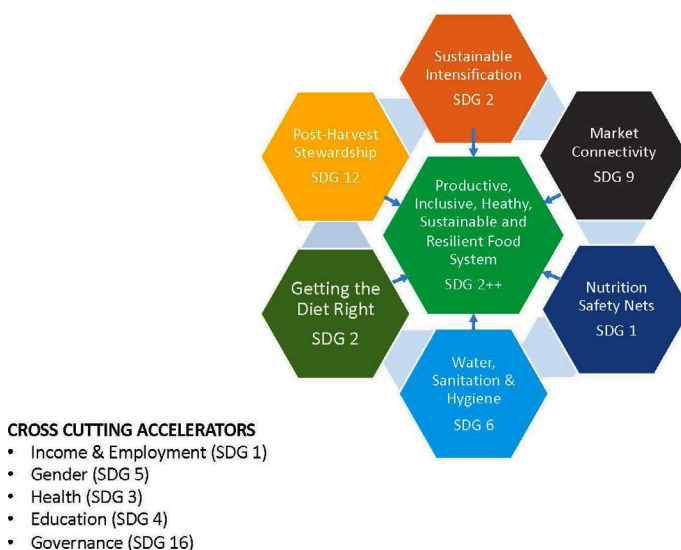 Sustainable
Intensification
SDG 2
Post-Harvest
Stewardship
SDG 12
Market
Connectivity
SDG 9
Productive,
Inclusive, Heathy,
Sustainable and
Resilient Food
System
SDG 2++
Getting the
Diet Right
SDG 2
Nutrition
Safety Nets
SDG 1
Water,
Sanitation &
Hygiene
SDG 6
CROSS CUTTING ACCELERATORS
• Income & Employment (SDG 1)
• Gender (SDG 5)
• Health (SDG 3)
• Education (SDG 4)
• Governance (SDG 16)